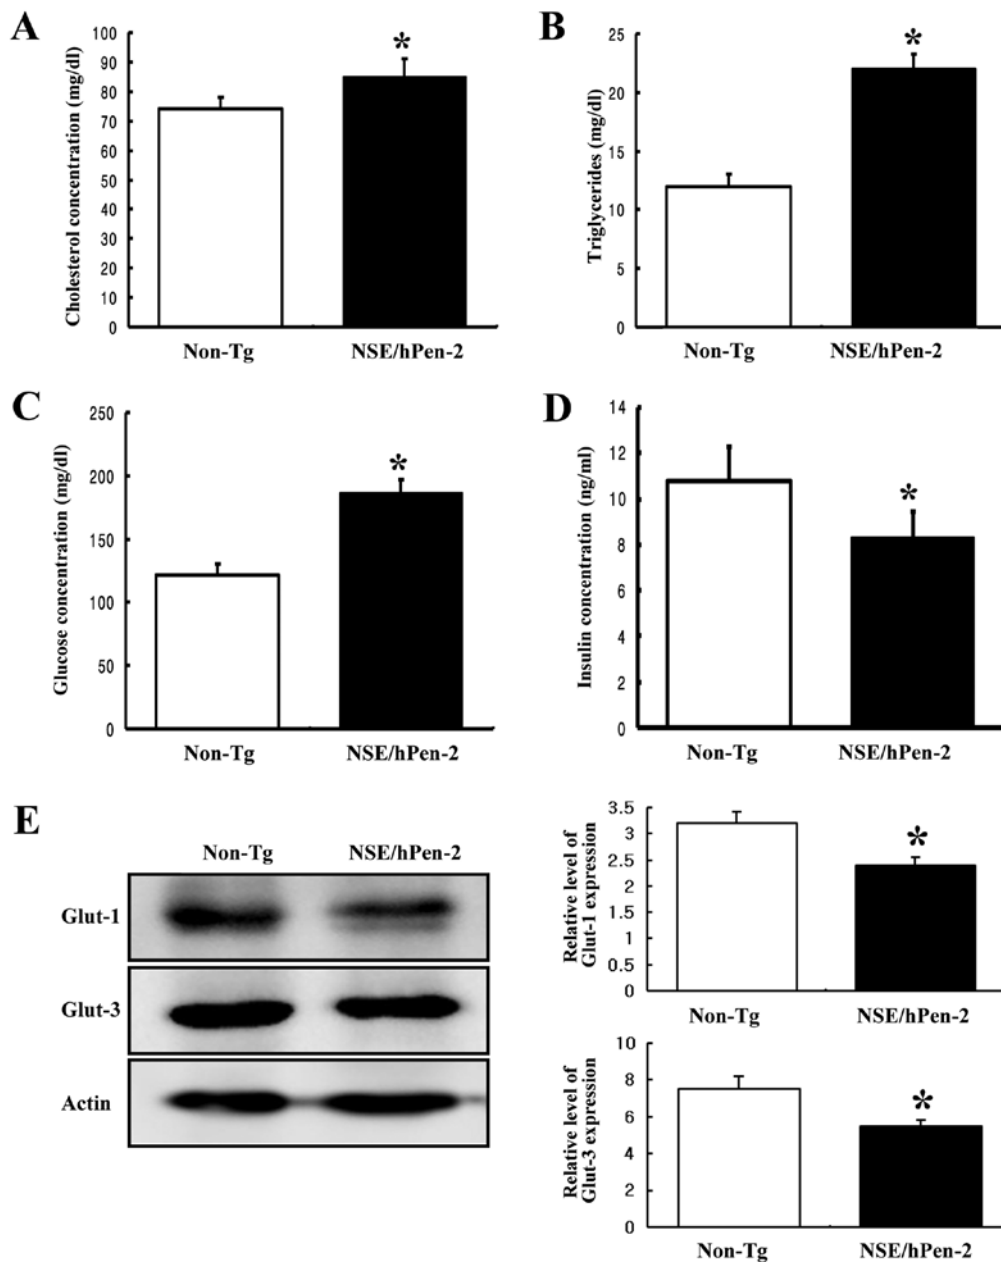 A
Cholesterol concentration (mg/dl)
100
90
80
70
60
50
40
30
20
10
0
*
Non-Tg
NSE/hPen-2
B
Triglycerides (mg/dl)
25
20
15
10
5
0
*
Non-Tg
NSE/hPen-2
C
Glucose concentration (mg/dl)
250
200
150
100
50
0
*
Non-Tg
NSE/hPen-2
D
Insulin concentration (ng/ml)
14
12
10
8
6
4
2
0
*
Non-Tg
NSE/hPen-2
E
Non-Tg
NSE/hPen-2
Glut-1
Glut-3
Actin
Relative level of
Glut-1 expression
3.5
3
2.5
2
1.5
1
0.5
0
*
Non-Tg
NSE/hPen-2
Relative level of
Glut-3 expression
10
8
6
4
2
0
*
Non-Tg
NSE/hPen-2